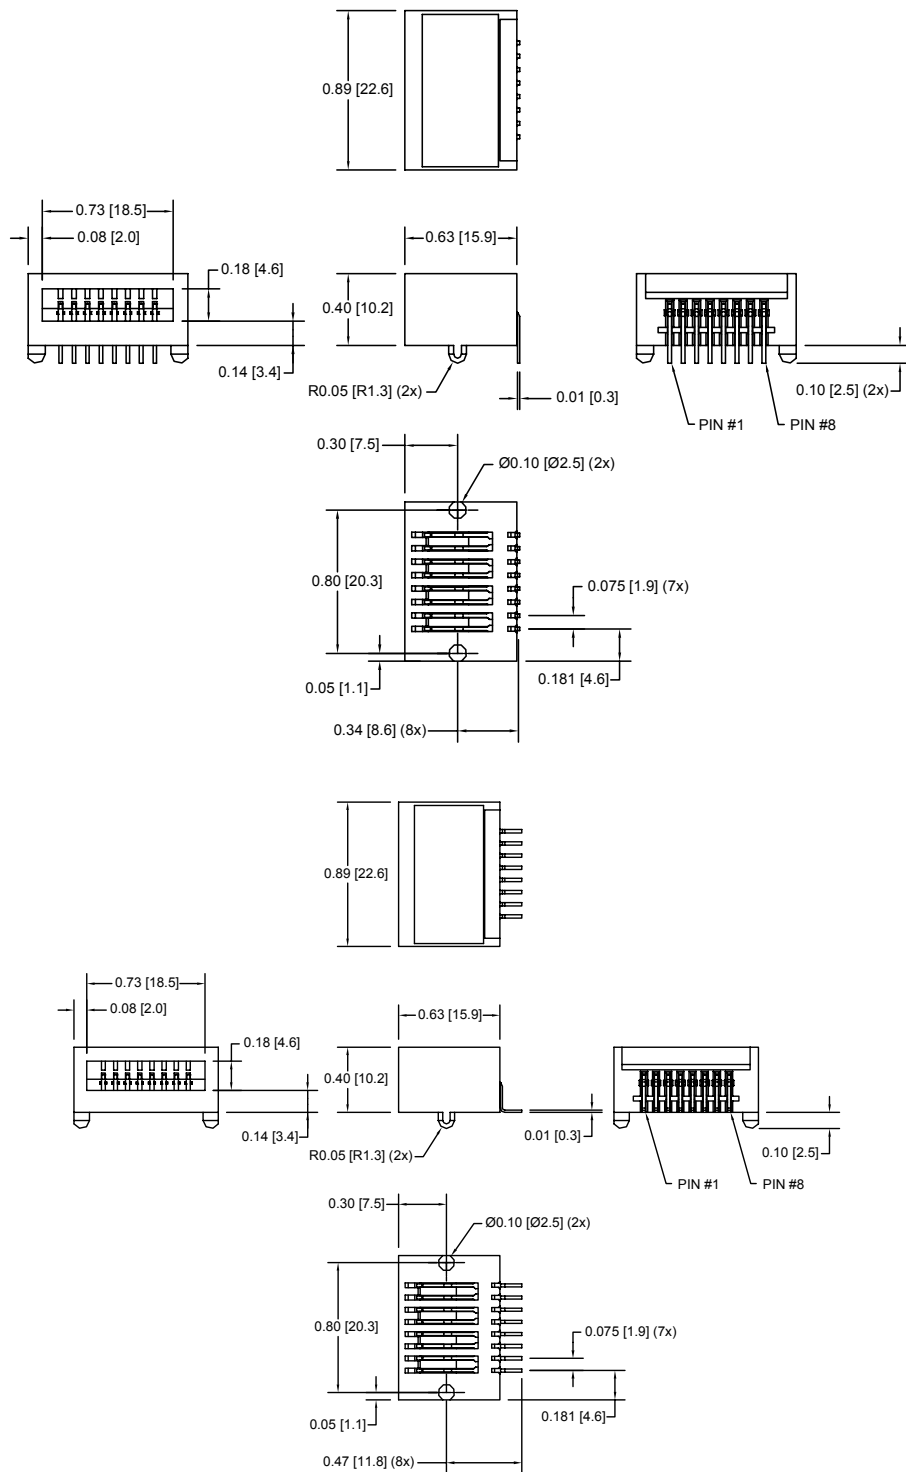 0.89 [22.6]
0.73 [18.5]
0.08 [2.0]
0.18 [4.6]
0.14 [3.4]
0.63 [15.9]
0.40 [10.2]
R0.05 [R1.3] (2x)
0.01 [0.3]
0.10 [2.5] (2x)
PIN #1
PIN #8
0.30 [7.5]
Ø0.10 [Ø2.5] (2x)
0.80 [20.3]
0.075 [1.9] (7x)
0.05 [1.1]
0.181 [4.6]
0.34 [8.6] (8x)
0.89 [22.6]
0.73 [18.5]
0.08 [2.0]
0.18 [4.6]
0.14 [3.4]
0.63 [15.9]
0.40 [10.2]
R0.05 [R1.3] (2x)
0.01 [0.3]
0.10 [2.5]
PIN #1
PIN #8
0.30 [7.5]
Ø0.10 [Ø2.5] (2x)
0.80 [20.3]
0.075 [1.9] (7x)
0.05 [1.1]
0.181 [4.6]
0.47 [11.8] (8x)